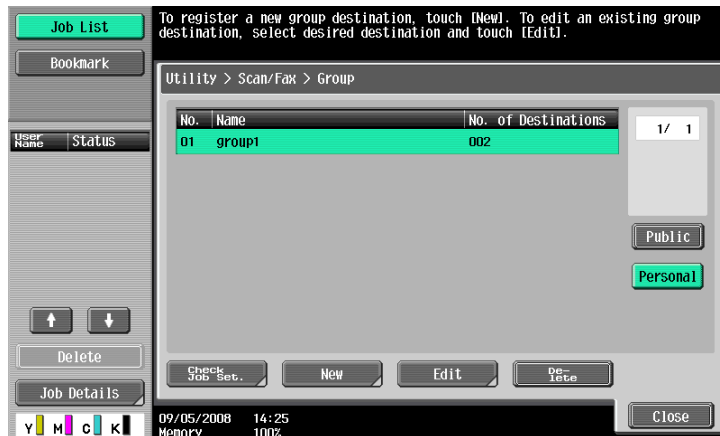 Job List
Bookmark
To register a new group destination, touch [New]. To edit an existing group
destination, select desired destination and touch [Edit].
Utility > Scan/Fax > Group
No. Name No. of Destinations
01 group1 002
1/ 1
User
Name Status
Public
Personal
Delete
Job Details
Check
Job Set.
New
Edit
De-
lete
Close
Y M C K
09/05/2008 14:25
Memory 100%